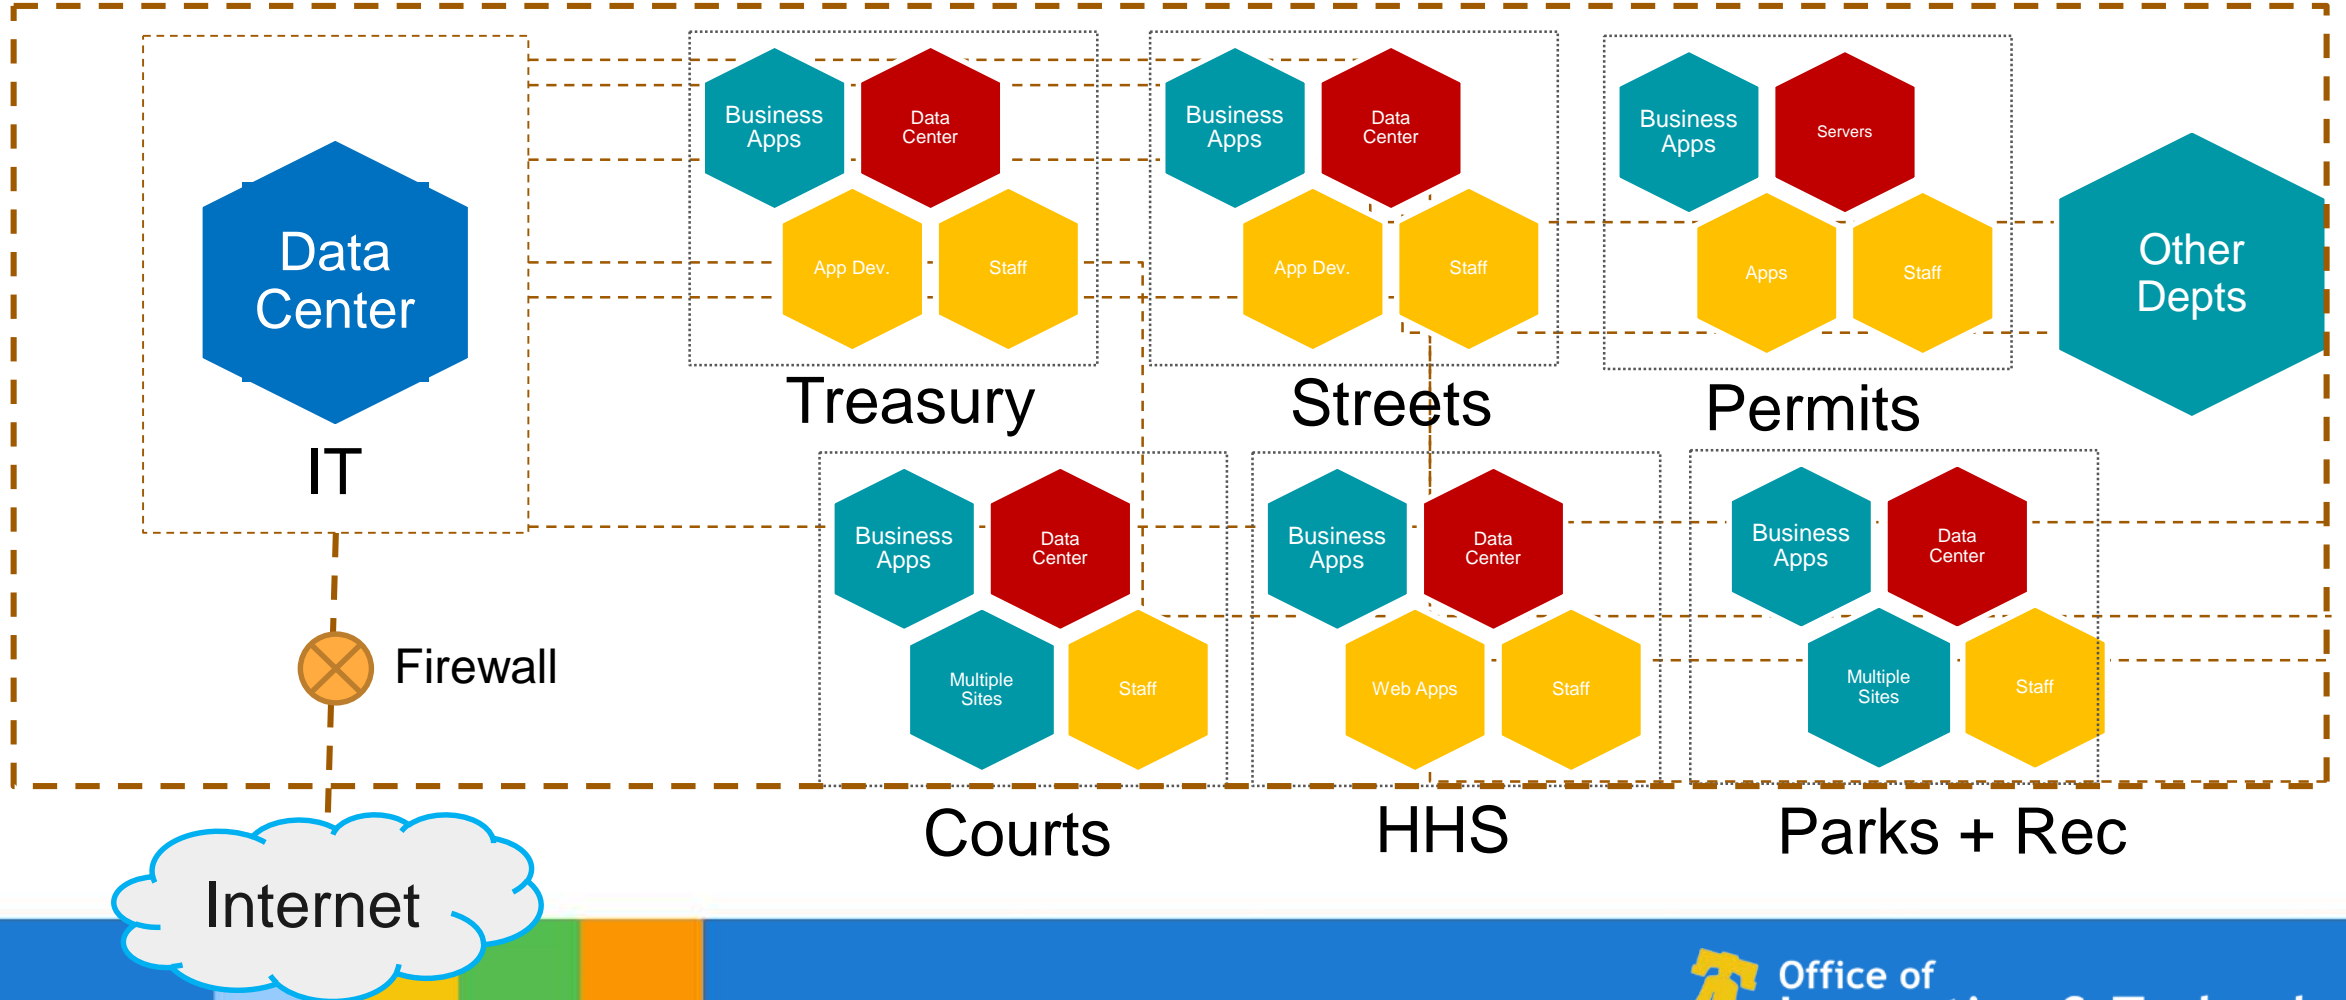 Data
Center
IT
Firewall
Internet
Business
Apps
Data
Center
App Dev.
Staff
Treasury
Business
Apps
Data
Center
App Dev.
Staff
Streets
Business
Apps
Servers
Apps
Staff
Permits
Other
Depts
Business
Apps
Data
Center
Multiple
Sites
Staff
Courts
Business
Apps
Data
Center
Web Apps
Staff
HHS
Business
Apps
Data
Center
Multiple
Sites
Staff
Parks + Rec
Office of